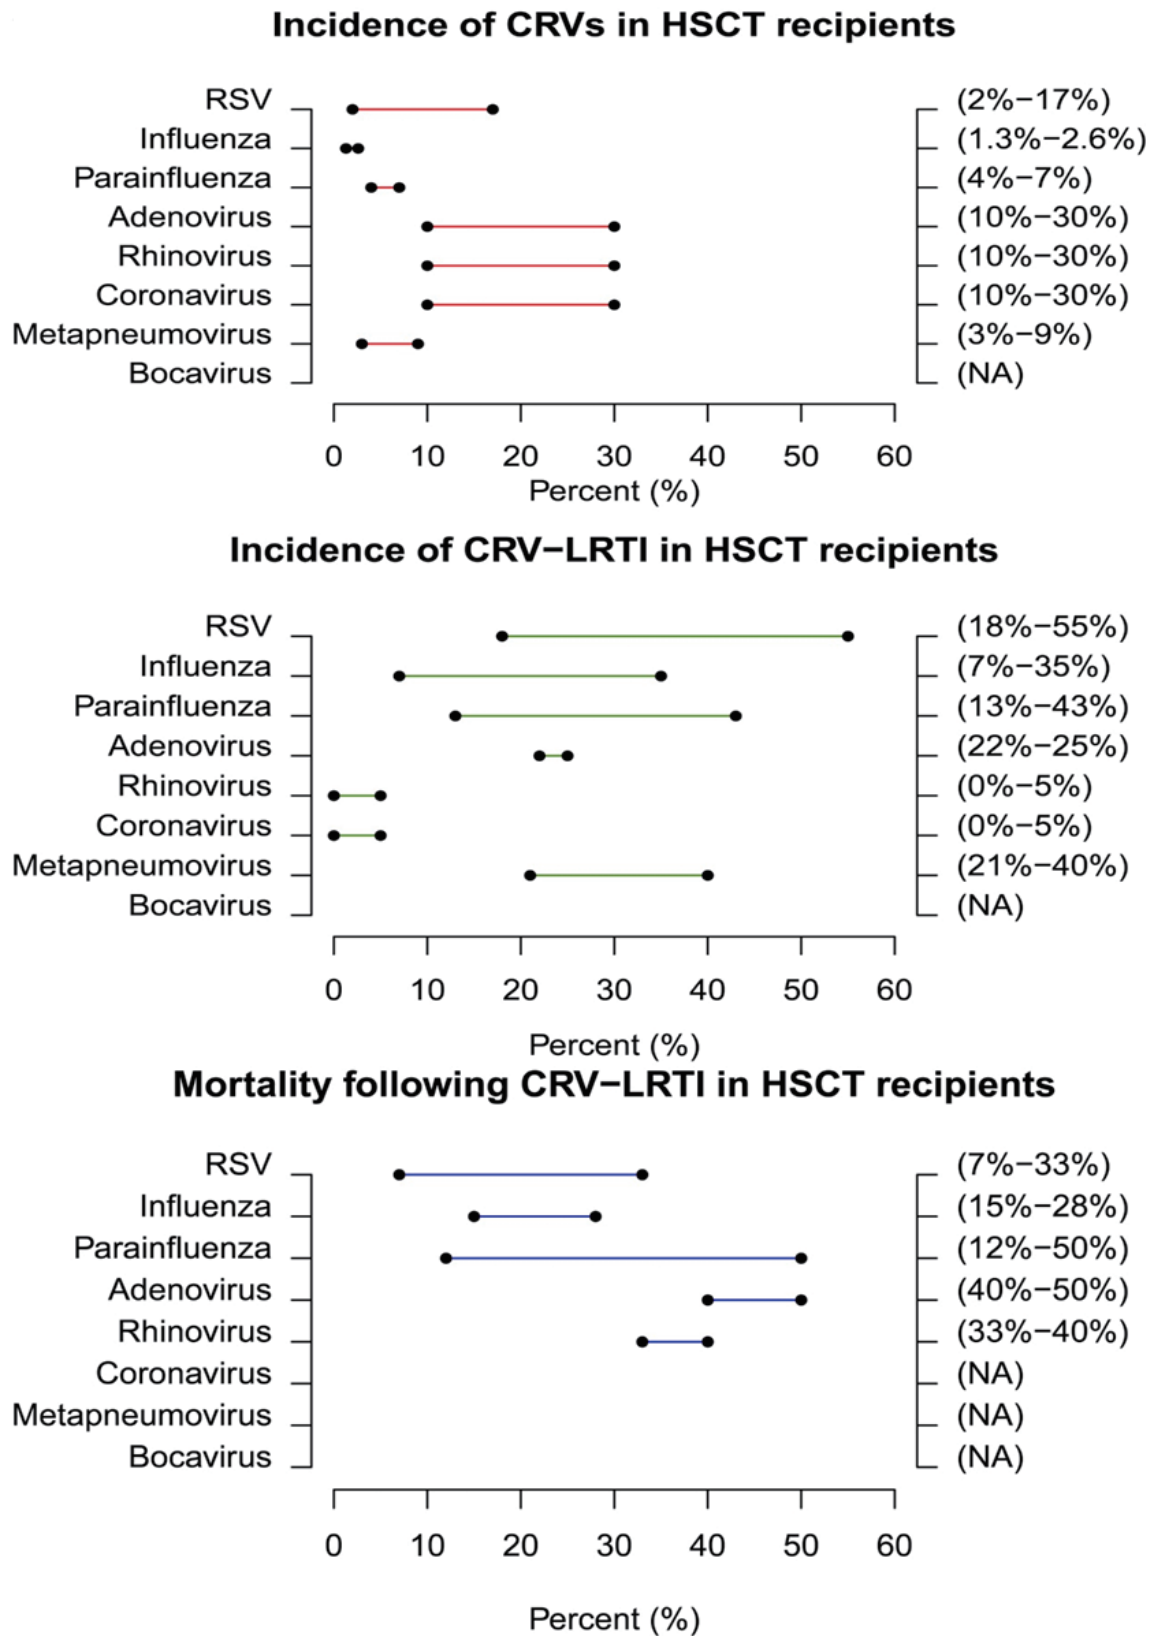 Incidence of CRVs in HSCT recipients
RSV (2%−17%)
Influenza (1.3%−2.6%)
Parainfluenza (4%−7%)
Adenovirus (10%−30%)
Rhinovirus (10%−30%)
Coronavirus (10%−30%)
Metapneumovirus (3%−9%)
Bocavirus (NA)
0 10 20 30 40 50 60
Percent (%)
Incidence of CRV−LRTI in HSCT recipients
RSV (18%−55%)
Influenza (7%−35%)
Parainfluenza (13%−43%)
Adenovirus (22%−25%)
Rhinovirus (0%−5%)
Coronavirus (0%−5%)
Metapneumovirus (21%−40%)
Bocavirus (NA)
0 10 20 30 40 50 60
Percent (%)
Mortality following CRV−LRTI in HSCT recipients
RSV (7%−33%)
Influenza (15%−28%)
Parainfluenza (12%−50%)
Adenovirus (40%−50%)
Rhinovirus (33%−40%)
Coronavirus (NA)
Metapneumovirus (NA)
Bocavirus (NA)
0 10 20 30 40 50 60
Percent (%)